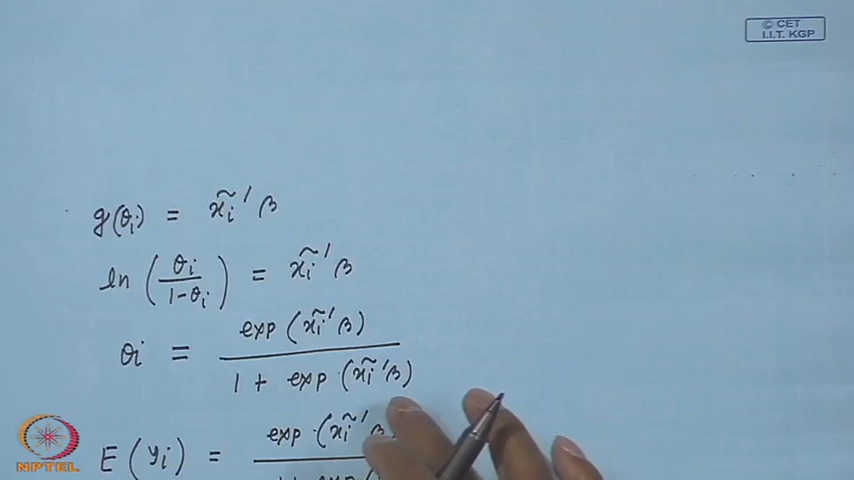 © CET
I.I.T. KGP
g(θi) = x̃i′ β
ln (θi / 1-θi) = x̃i′ β
θi = exp (x̃i′ β) / 1 + exp (x̃i′ β)
E (yi) = exp (x̃i′ β
NPTEL